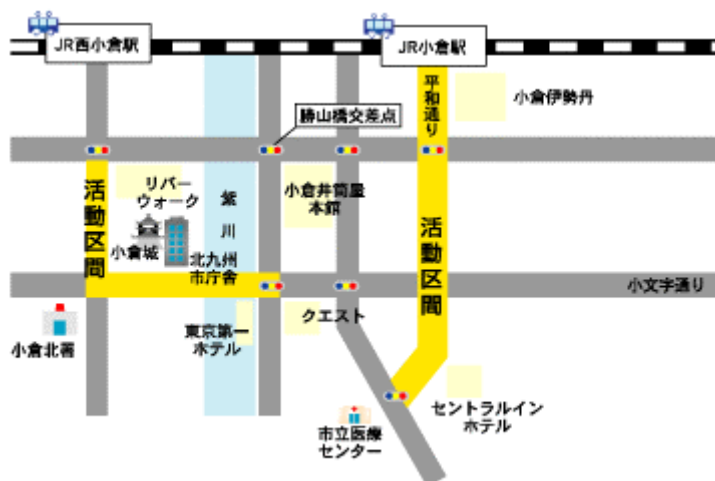 JR西小倉駅
JR小倉駅
平和通り
小倉伊勢丹
勝山橋交差点
リバー
ウォーク
紫川
小倉井筒屋
本館
活動区間
活動区間
小倉城
北九州
市庁舎
小文字通り
小倉北署
東京第一
ホテル
クエスト
セントラルイン
ホテル
市立医療
センター